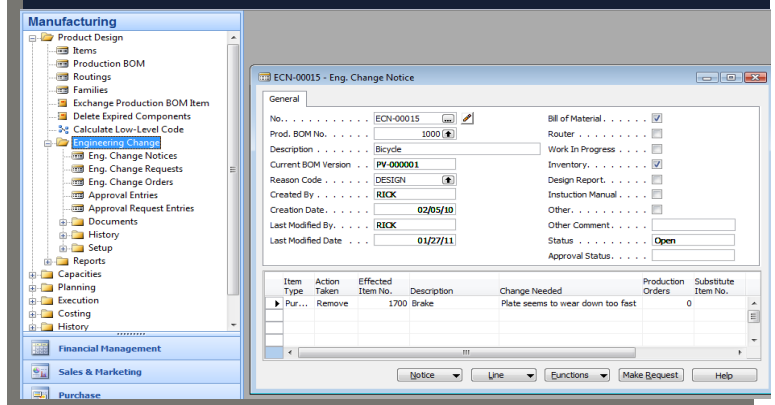 Manufacturing
Product Design
Items
Production BOM
Routings
Families
Exchange Production BOM Item
Delete Expired Components
Calculate Low-Level Code
Engineering Change
Eng. Change Notices
Eng. Change Requests
Eng. Change Orders
Approval Entries
Approval Request Entries
Documents
History
Setup
Reports
Capacities
Planning
Execution
Costing
History
Financial Management
Sales & Marketing
Purchase
ECN-00015 - Eng. Change Notice
General
No. . . . . . . . . . . . ECN-00015 ...
Prod. BOM No. . . . . . 1000
Description . . . . . . . Bicycle
Current BOM Version . . PV-000001
Reason Code . . . . . . DESIGN
Created By . . . . . . . RICK
Creation Date. . . . . . 02/05/10
Last Modified By. . . . . RICK
Last Modified Date . . . 01/27/11
Bill of Material . . . . . .
Router . . . . . . . . . .
Work In Progress . . . .
Inventory. . . . . . . .
Design Report. . . . . .
Instuction Manual . . . .
Other. . . . . . . . . . .
Other Comment. . . . .
Status . . . . . . . . . Open
Approval Status. . . . .
Item Type Action Taken Effected Item No. Description Change Needed Production Orders Substitute Item No.
Pur... Remove 1700 Brake Plate seems to wear down too fast 0
Notice Line Functions Make Request Help